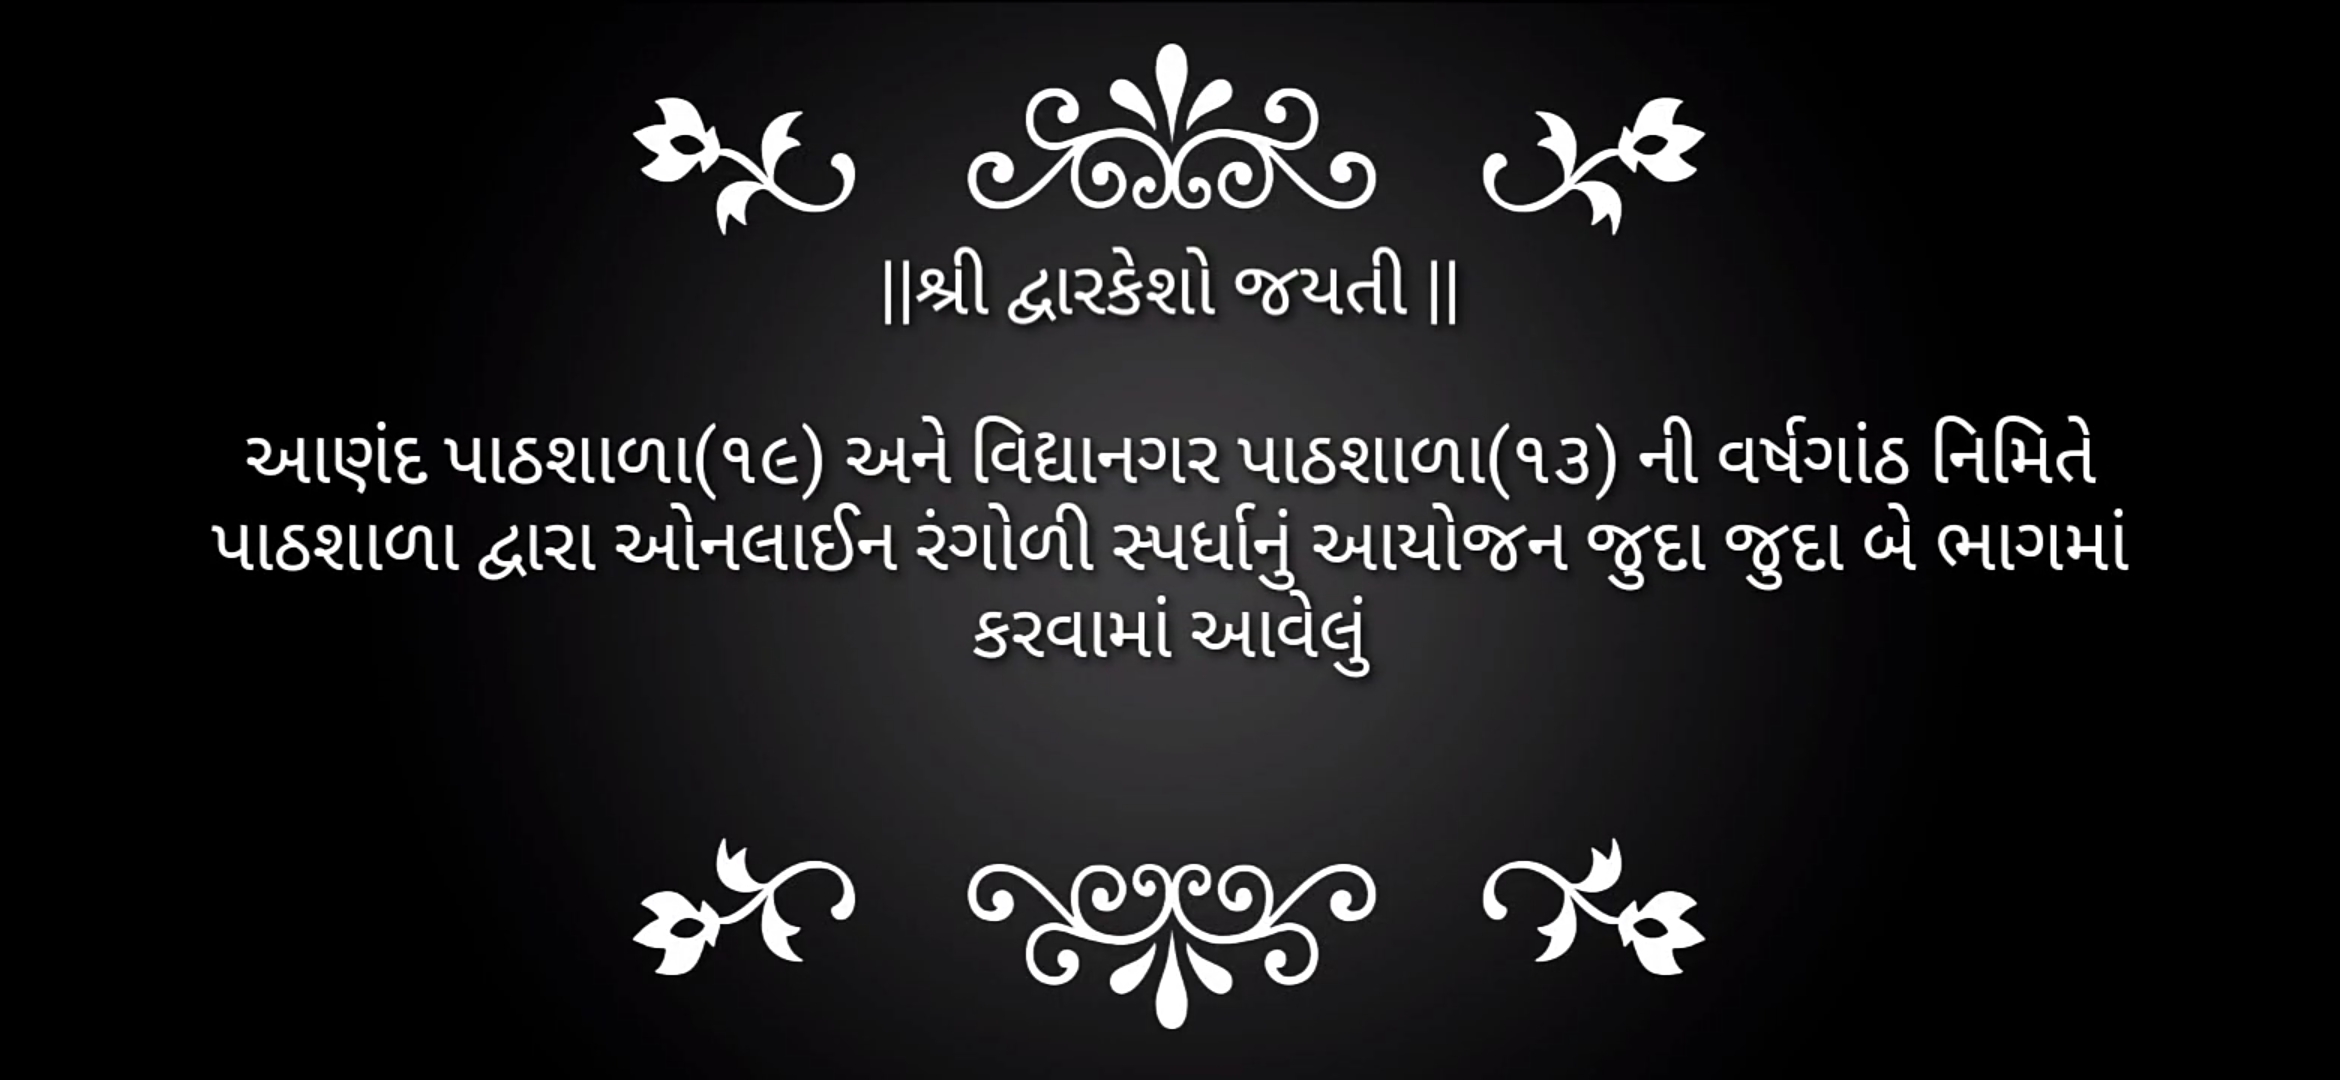 ||શ્રી દ્વારકેશો જયતી ||
આણંદ પાઠશાળા(૧૯) અને વિદ્યાનગર પાઠશાળા(૧૩) ની વર્ષગાંઠ નિમિતે
પાઠશાળા દ્વારા ઓનલાઈન રંગોળી સ્પર્ધાનું આયોજન જુદા જુદા બે ભાગમાં
કરવામાં આવેલું